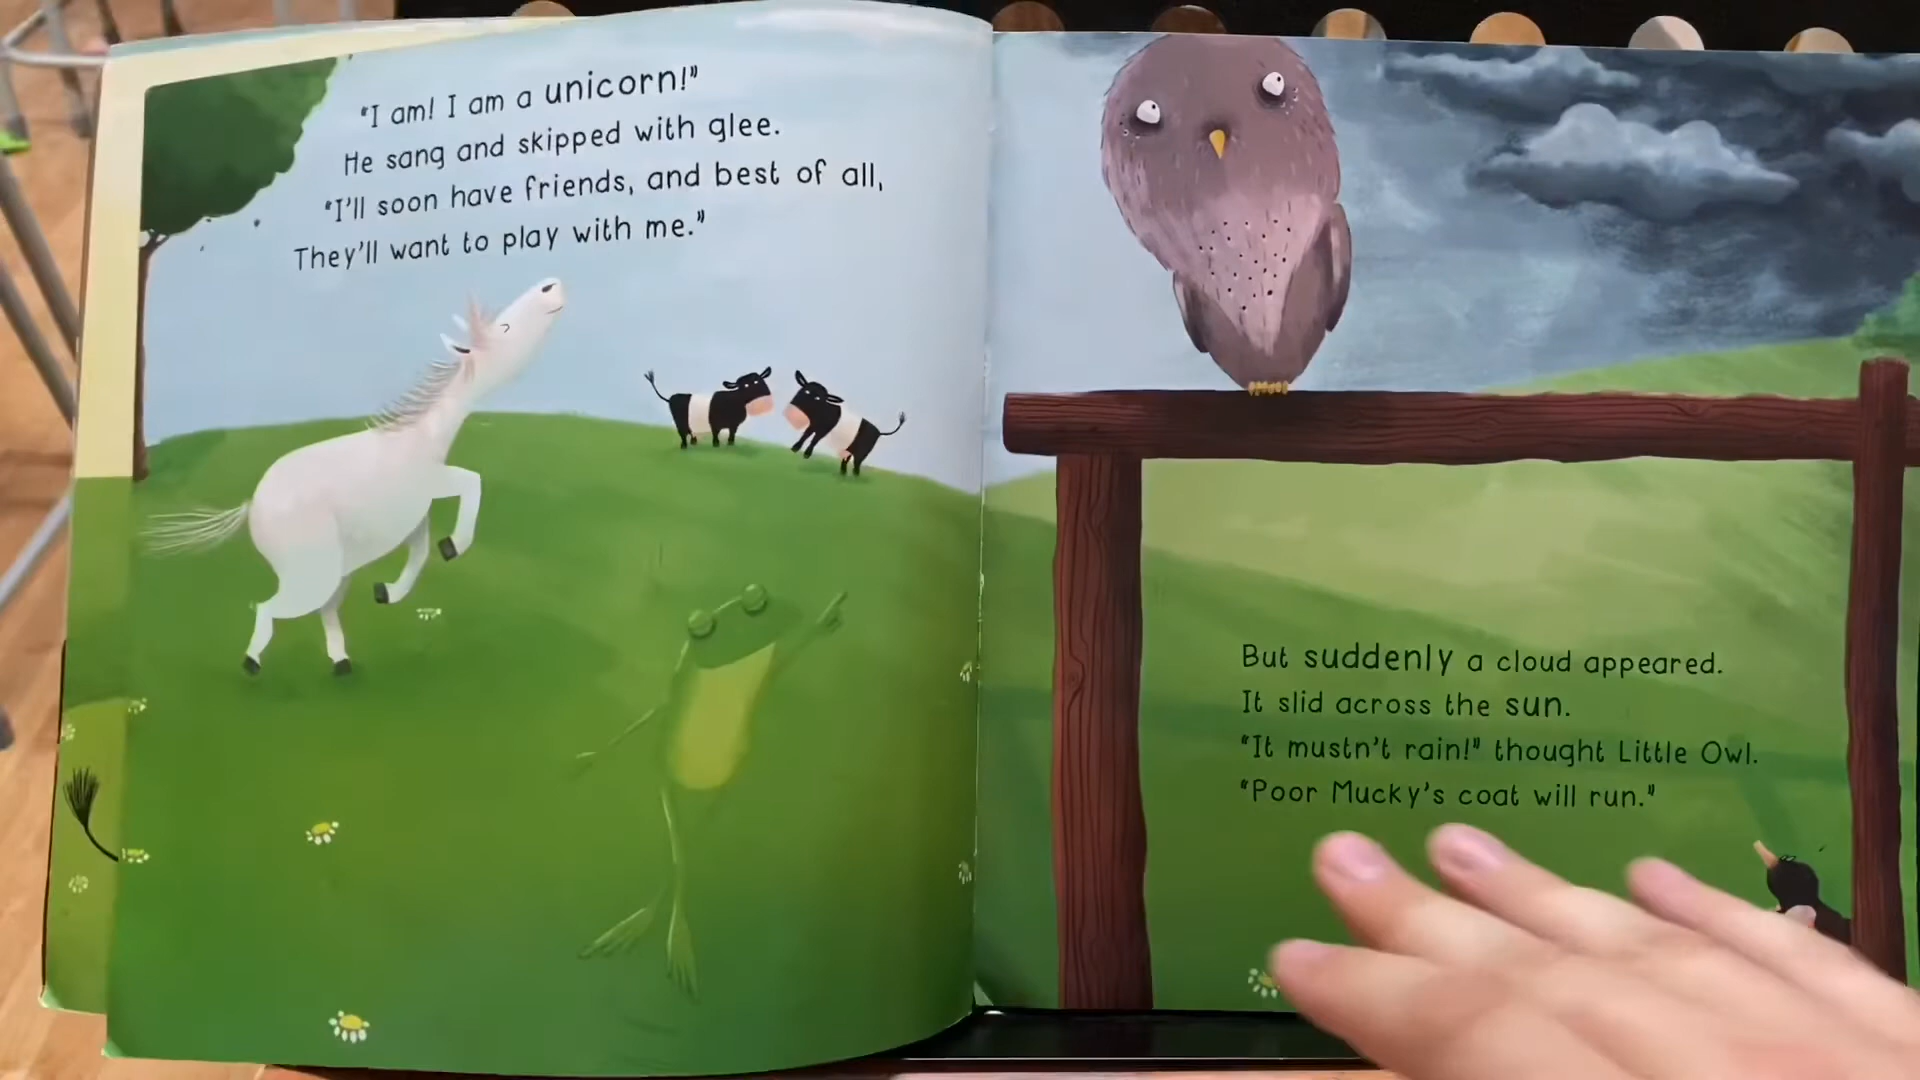 "I am! I am a unicorn!"
He sang and skipped with glee.
"I'll soon have friends, and best of all,
They'll want to play with me."
But suddenly a cloud appeared.
It slid across the sun.
"It mustn't rain!" thought Little Owl.
"Poor Mucky's coat will run."